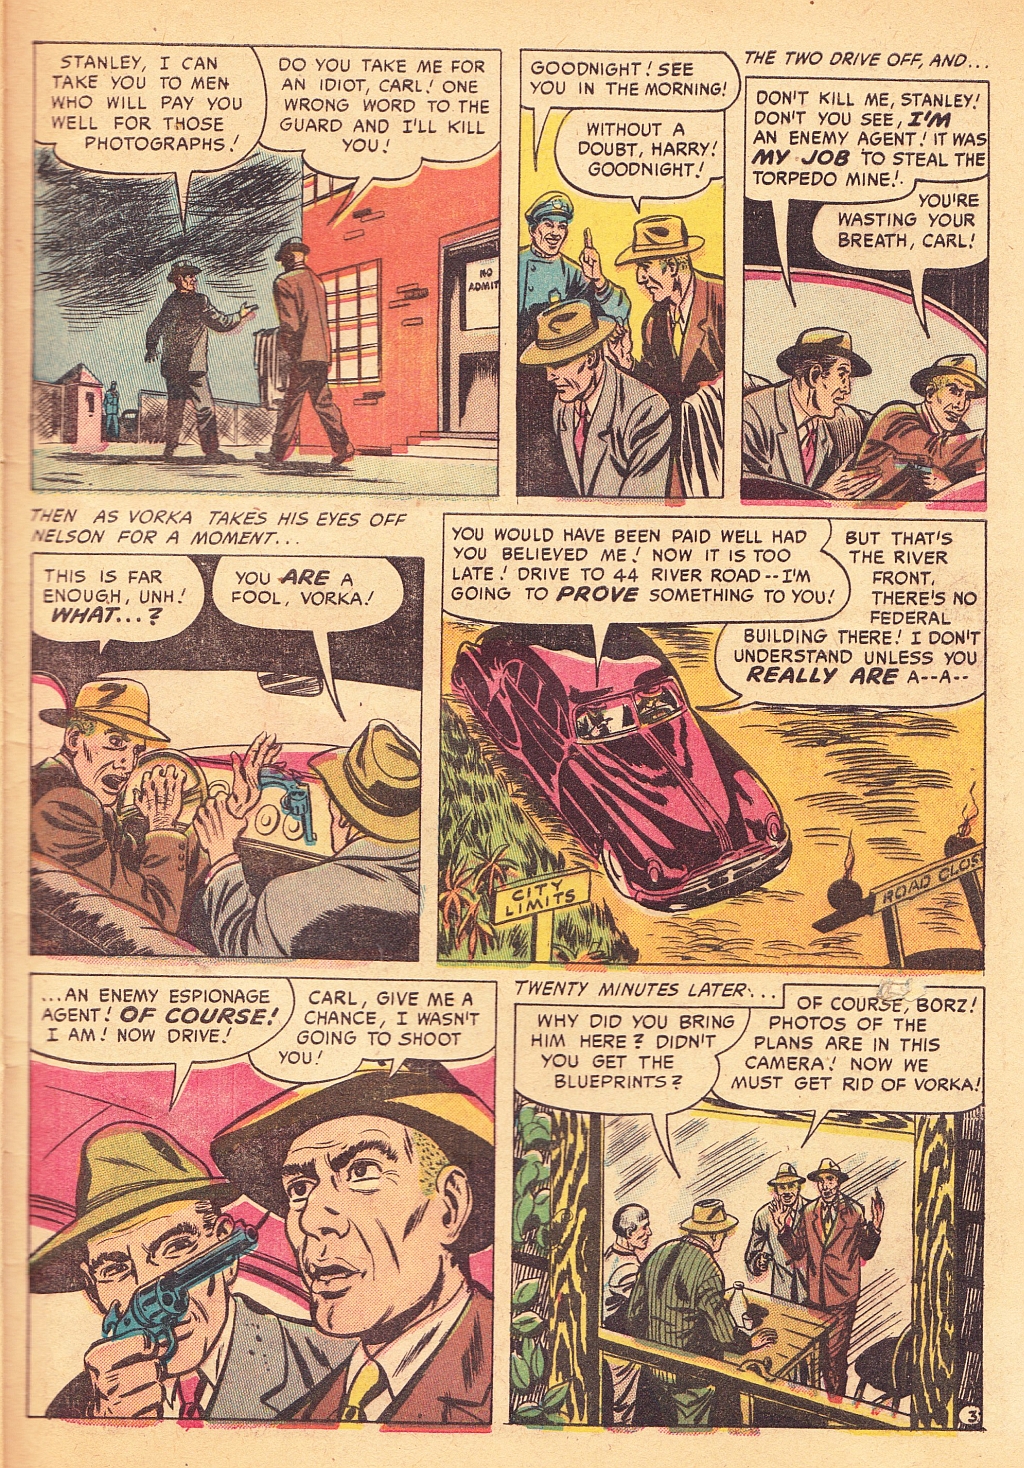 STANLEY, I CAN
TAKE YOU TO MEN
WHO WILL PAY YOU
WELL FOR THOSE
PHOTOGRAPHS!
DO YOU TAKE ME FOR
AN IDIOT, CARL! ONE
WRONG WORD TO THE
GUARD AND I'LL KILL
YOU!
NO
ADMIT
GOODNIGHT! SEE
YOU IN THE MORNING!
WITHOUT A
DOUBT, HARRY!
GOODNIGHT!
THE TWO DRIVE OFF, AND...
DON'T KILL ME, STANLEY!
DON'T YOU SEE, I'M
AN ENEMY AGENT! IT WAS
MY JOB TO STEAL THE
TORPEDO MINE!
YOU'RE
WASTING YOUR
BREATH, CARL!
THEN AS VORKA TAKES HIS EYES OFF
NELSON FOR A MOMENT...
THIS IS FAR
ENOUGH, UNH!
WHAT...?
YOU ARE A
FOOL, VORKA!
YOU WOULD HAVE BEEN PAID WELL HAD
YOU BELIEVED ME! NOW IT IS TOO
LATE! DRIVE TO 44 RIVER ROAD--I'M
GOING TO PROVE SOMETHING TO YOU!
BUT THAT'S
THE RIVER
FRONT.
THERE'S NO
FEDERAL
BUILDING THERE! I DON'T
UNDERSTAND UNLESS YOU
REALLY ARE A--A--
CITY
LIMITS
ROAD CLOS
...AN ENEMY ESPIONAGE
AGENT! OF COURSE!
I AM! NOW DRIVE!
CARL, GIVE ME A
CHANCE, I WASN'T
GOING TO SHOOT
YOU!
TWENTY MINUTES LATER...
WHY DID YOU BRING
HIM HERE? DIDN'T
YOU GET THE
BLUEPRINTS?
OF COURSE, BORZ!
PHOTOS OF THE
PLANS ARE IN THIS
CAMERA! NOW WE
MUST GET RID OF VORKA!
3